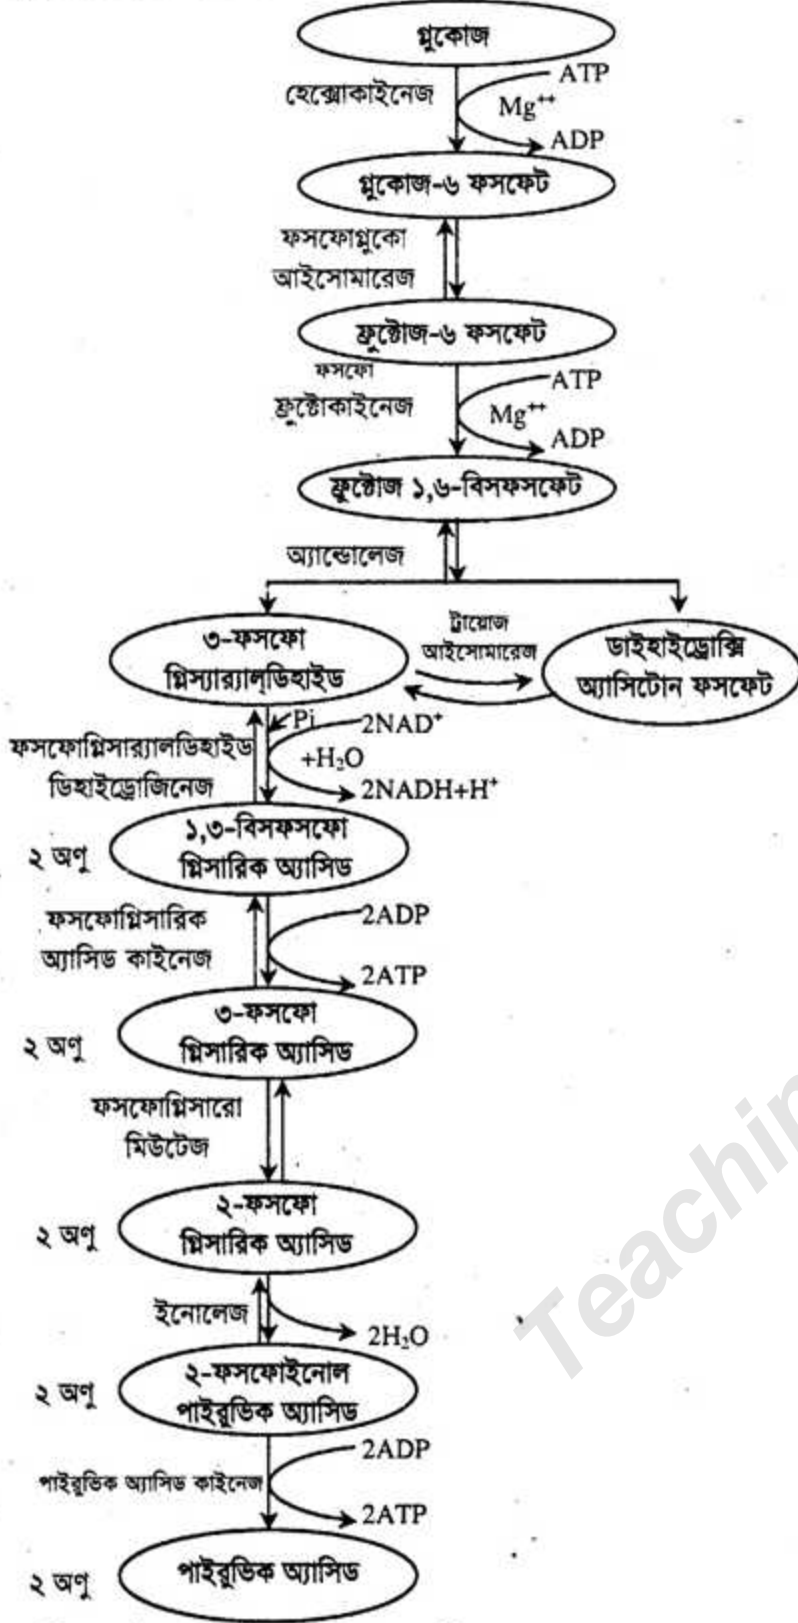 গ্লুকোজ
হেক্সোকাইনেজ
ATP
Mg⁺⁺
ADP
গ্লুকোজ-৬ ফসফেট
ফসফোগ্লুকো
আইসোমারেজ
ফ্রুক্টোজ-৬ ফসফেট
ফসফো
ফ্রুক্টোকাইনেজ
ATP
Mg⁺⁺
ADP
ফ্রুক্টোজ ১,৬-বিসফসফেট
অ্যান্ডোলেজ
৩-ফসফো
গ্লিস্যার‍্যাল্ডিহাইড
ট্রায়োজ
আইসোমারেজ
ডাইহাইড্রোক্সি
অ্যাসিটোন ফসফেট
ফসফোগ্লিসার‍্যালডিহাইড
ডিহাইড্রোজিনেজ
Pi
2NAD⁺
+H₂O
2NADH+H⁺
২ অণু
১,৩-বিসফসফো
গ্লিসারিক অ্যাসিড
ফসফোগ্লিসারিক
অ্যাসিড কাইনেজ
2ADP
2ATP
২ অণু
৩-ফসফো
গ্লিসারিক অ্যাসিড
ফসফোগ্লিসারো
মিউটেজ
২ অণু
২-ফসফো
গ্লিসারিক অ্যাসিড
ইনোলেজ
2H₂O
২ অণু
২-ফসফোইনোল
পাইরুভিক অ্যাসিড
পাইরুভিক অ্যাসিড কাইনেজ
2ADP
2ATP
২ অণু
পাইরুভিক অ্যাসিড
Teachin